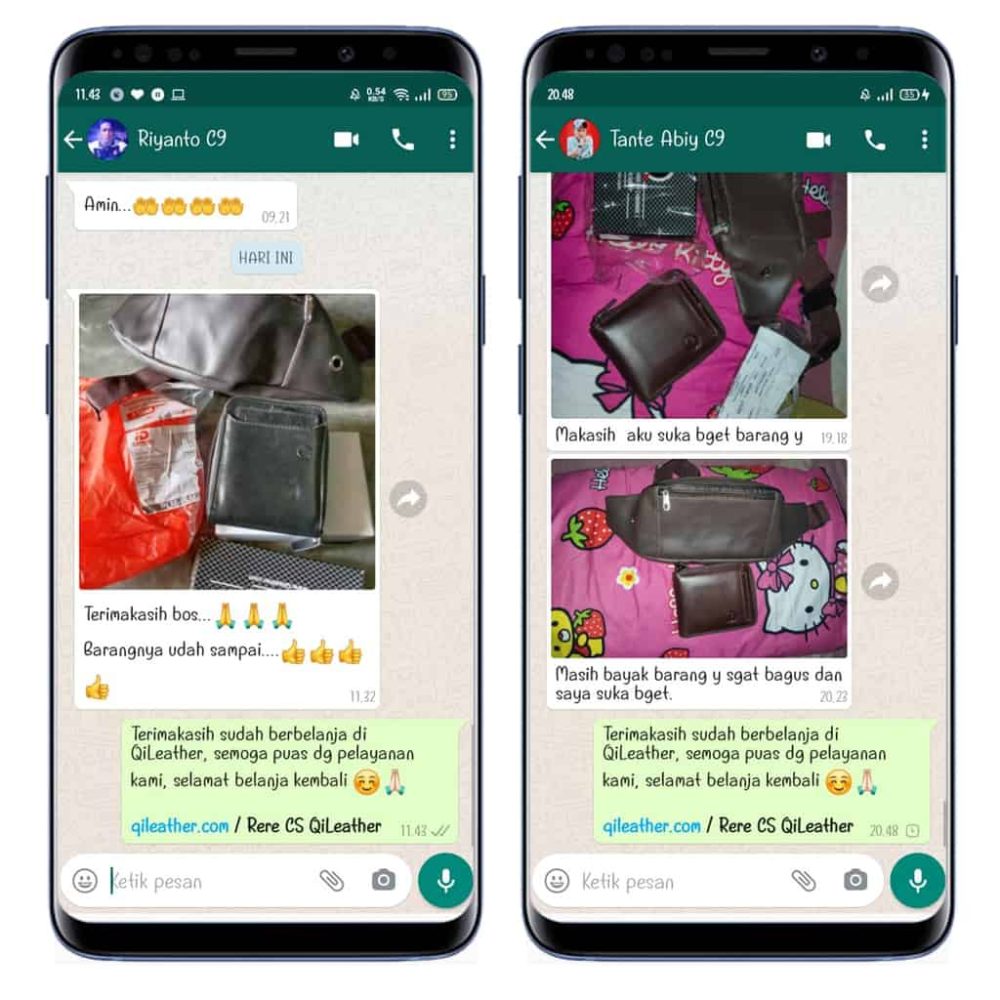 11.43
0.54
KB/S
95
Riyanto C9
Amin...🤲🤲🤲🤲
09.21
HARI INI
Terimakasih bos...🙏🙏🙏
Barangnya udah sampai....👍👍👍
👍
11.32
Terimakasih sudah berbelanja di
QiLeather, semoga puas dg pelayanan
kami, selamat belanja kembali ☺️🙏🏻
qileather.com / Rere CS QiLeather
11.43
Ketik pesan
20.48
35
Tante Abiy C9
Hello
Kitty
Makasih aku suka bget barang y
19.18
Masih bayak barang y sgat bagus dan
saya suka bget.
20.23
Terimakasih sudah berbelanja di
QiLeather, semoga puas dg pelayanan
kami, selamat belanja kembali ☺️🙏🏻
qileather.com / Rere CS QiLeather
20.48
Ketik pesan